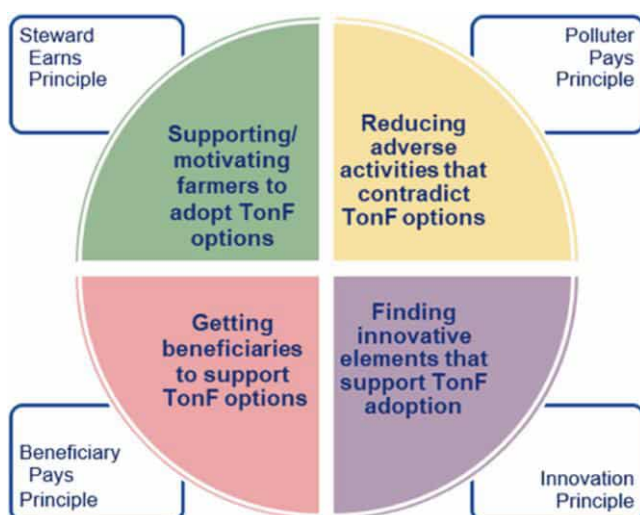 Steward
Earns
Principle
Polluter
Pays
Principle
Supporting/
motivating
farmers to
adopt TonF
options
Reducing
adverse
activities that
contradict
TonF options
Getting
beneficiaries
to support
TonF options
Finding
innovative
elements that
support TonF
adoption
Beneficiary
Pays
Principle
Innovation
Principle